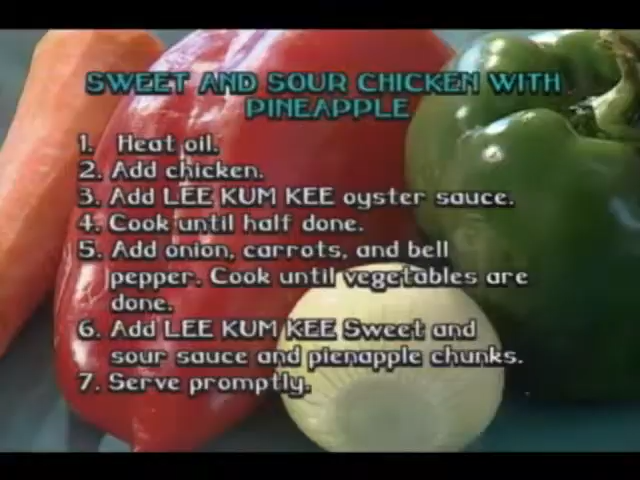 SWEET AND SOUR CHICKEN WITH
PINEAPPLE
1. Heat oil.
2. Add chicken.
3. Add LEE KUM KEE oyster sauce.
4. Cook until half done.
5. Add onion, carrots, and bell
pepper. Cook until vegetables are
done.
6. Add LEE KUM KEE Sweet and
sour sauce and pienapple chunks.
7. Serve promptly.